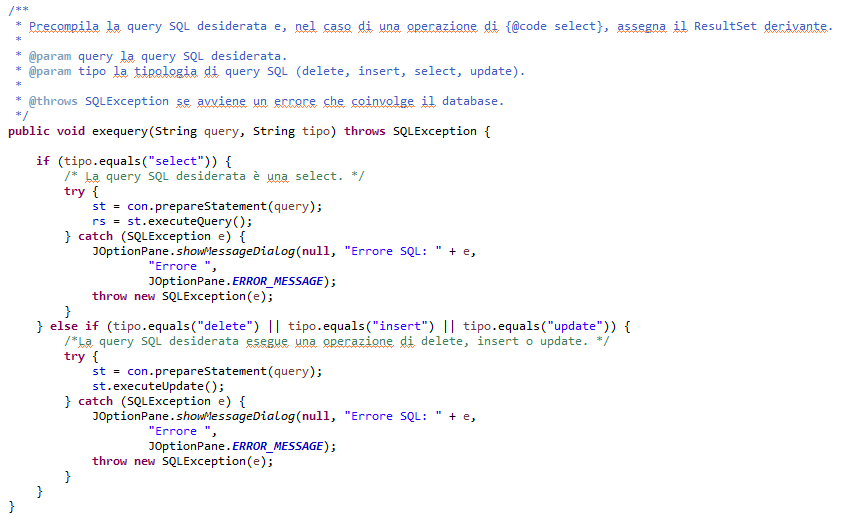 /**
 * Precompila la query SQL desiderata e, nel caso di una operazione di {@code select}, assegna il ResultSet derivante.
 *
 * @param query la query SQL desiderata.
 * @param tipo la tipologia di query SQL (delete, insert, select, update).
 *
 * @throws SQLException se avviene un errore che coinvolge il database.
 */
public void exequery(String query, String tipo) throws SQLException {

    if (tipo.equals("select")) {
        /* La query SQL desiderata è una select. */
        try {
            st = con.prepareStatement(query);
            rs = st.executeQuery();
        } catch (SQLException e) {
            JOptionPane.showMessageDialog(null, "Errore SQL: " + e,
                    "Errore ",
                    JOptionPane.ERROR_MESSAGE);
            throw new SQLException(e);
        }
    } else if (tipo.equals("delete") || tipo.equals("insert") || tipo.equals("update")) {
        /*La query SQL desiderata esegue una operazione di delete, insert o update. */
        try {
            st = con.prepareStatement(query);
            st.executeUpdate();
        } catch (SQLException e) {
            JOptionPane.showMessageDialog(null, "Errore SQL: " + e,
                    "Errore ",
                    JOptionPane.ERROR_MESSAGE);
            throw new SQLException(e);
        }
    }
}